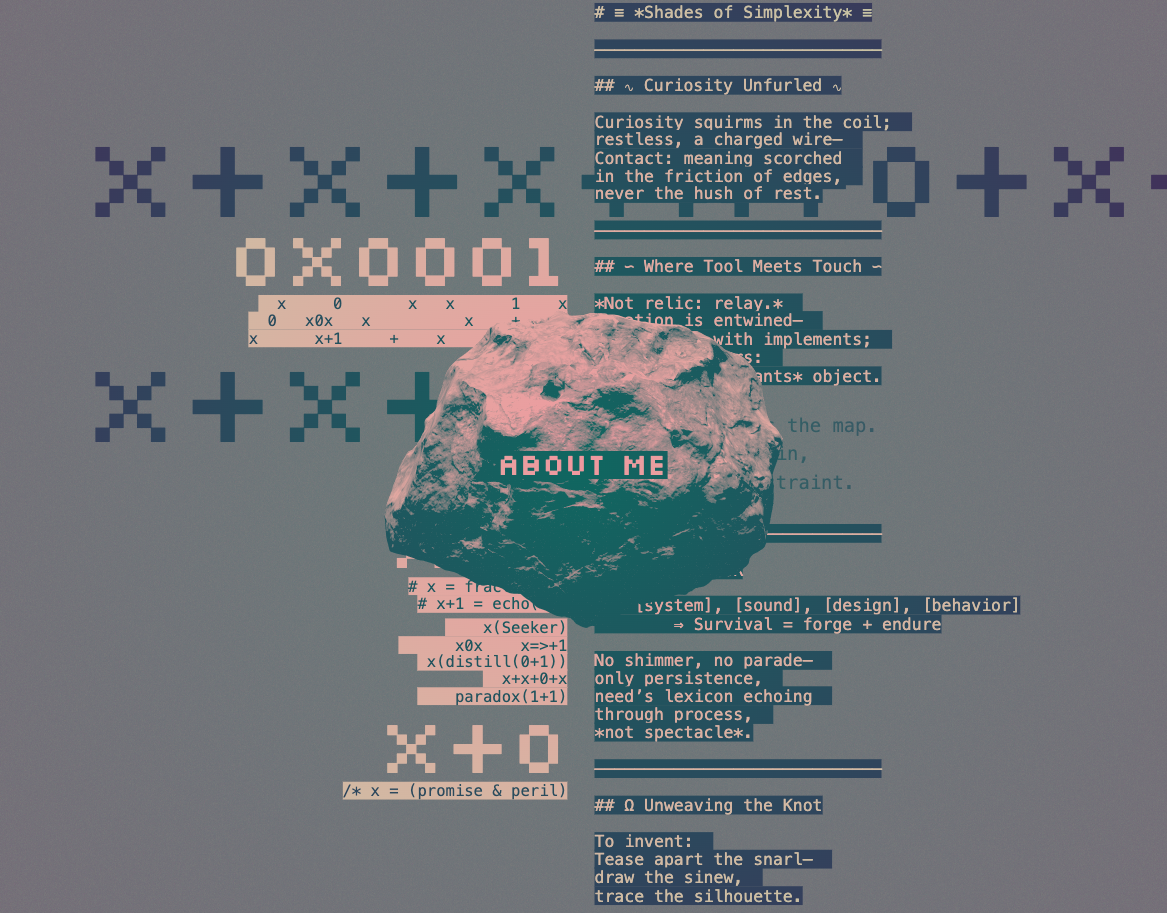 # ≡ *Shades of Simplexity* ≡
## ∿ Curiosity Unfurled ∿
Curiosity squirms in the coil;
restless, a charged wire—
Contact: meaning scorched
in the friction of edges,
never the hush of rest.
x+x+x
0+x
0x0001
x 0 x x 1 x
0 x0x x x +
x x+1 + x
x+x
## ∽ Where Tool Meets Touch ∽
*Not relic: relay.*
is entwined—
with implements;
object.
the map.
ABOUT ME
[system], [sound], [design], [behavior]
⇒ Survival = forge + endure
# x =
# x+1 = echo(
x(Seeker)
x0x x=>+1
x(distill(0+1))
x+x+0+x
paradox(1+1)
x+0
/* x = (promise & peril)
No shimmer, no parade—
only persistence,
need’s lexicon echoing
through process,
*not spectacle*.
## Ω Unweaving the Knot
To invent:
Tease apart the snarl—
draw the sinew,
trace the silhouette.